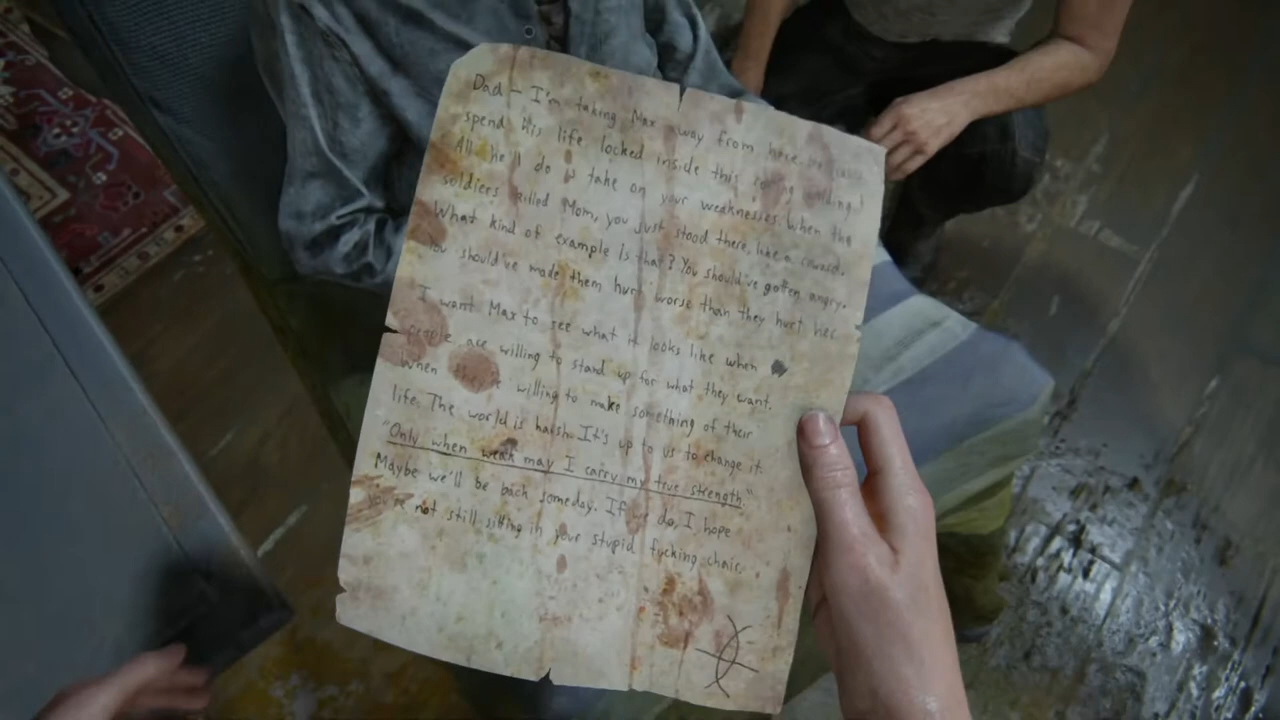 Dad – I'm taking Max away from here.
spend his life locked inside this building!
All he'll do is take on your weaknesses. When the
soldiers killed Mom, you just stood there, like a coward.
What kind of example is that? You should've gotten angry.
You should've made them hurt worse than they hurt her.
I want Max to see what it looks like when
people are willing to stand up for what they want.
When willing to make something of their
life. The world is harsh. It's up to us to change it.
"Only when weak may I carry my true strength."
Maybe we'll be back someday. If we do, I hope
you're not still sitting in your stupid fucking chair.